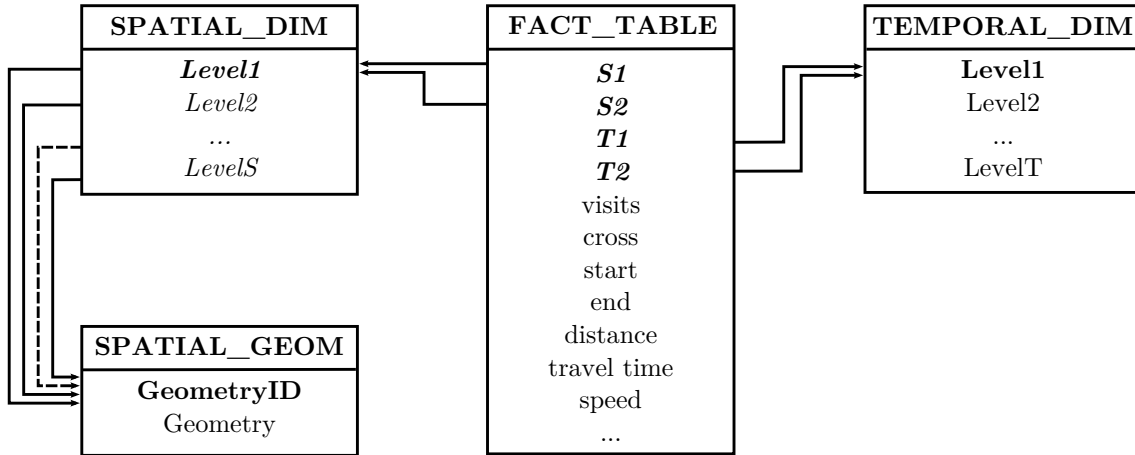 SPATIAL_DIM
Level1
Level2
...
LevelS
FACT_TABLE
S1
S2
T1
T2
visits
cross
start
end
distance
travel time
speed
...
TEMPORAL_DIM
Level1
Level2
...
LevelT
SPATIAL_GEOM
GeometryID
Geometry